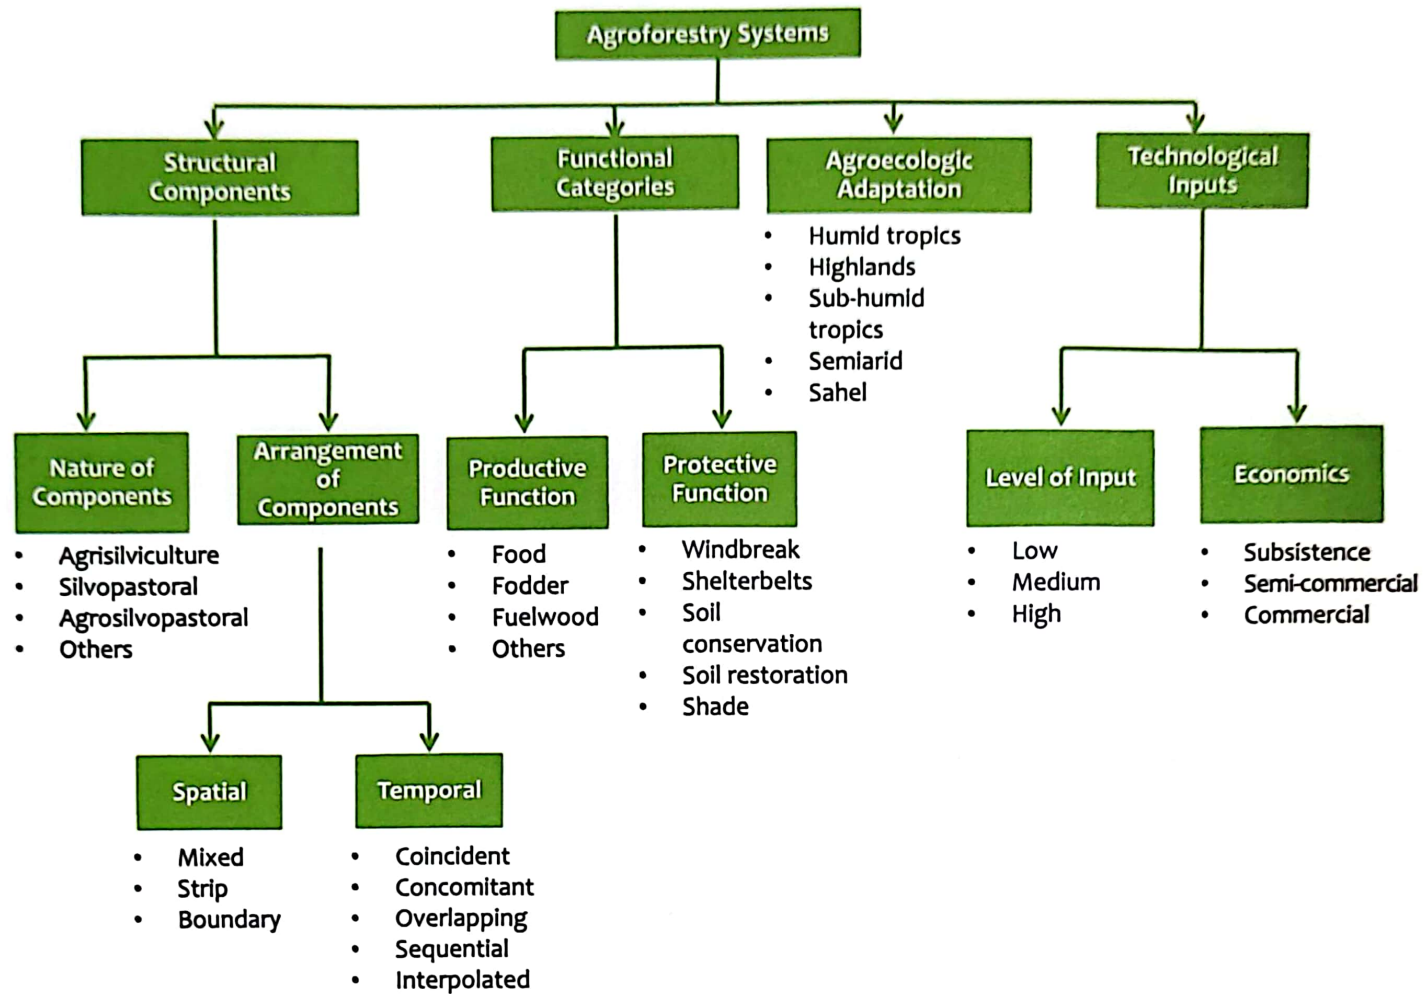 Agroforestry Systems
Structural
Components
Functional
Categories
Agroecologic
Adaptation
Technological
Inputs
• Humid tropics
• Highlands
• Sub-humid
tropics
• Semiarid
• Sahel
Nature of
Components
Arrangement
of
Components
Productive
Function
Protective
Function
Level of Input
Economics
• Agrisilviculture
• Silvopastoral
• Agrosilvopastoral
• Others
• Food
• Fodder
• Fuelwood
• Others
• Windbreak
• Shelterbelts
• Soil
conservation
• Soil restoration
• Shade
• Low
• Medium
• High
• Subsistence
• Semi-commercial
• Commercial
Spatial
Temporal
• Mixed
• Strip
• Boundary
• Coincident
• Concomitant
• Overlapping
• Sequential
• Interpolated